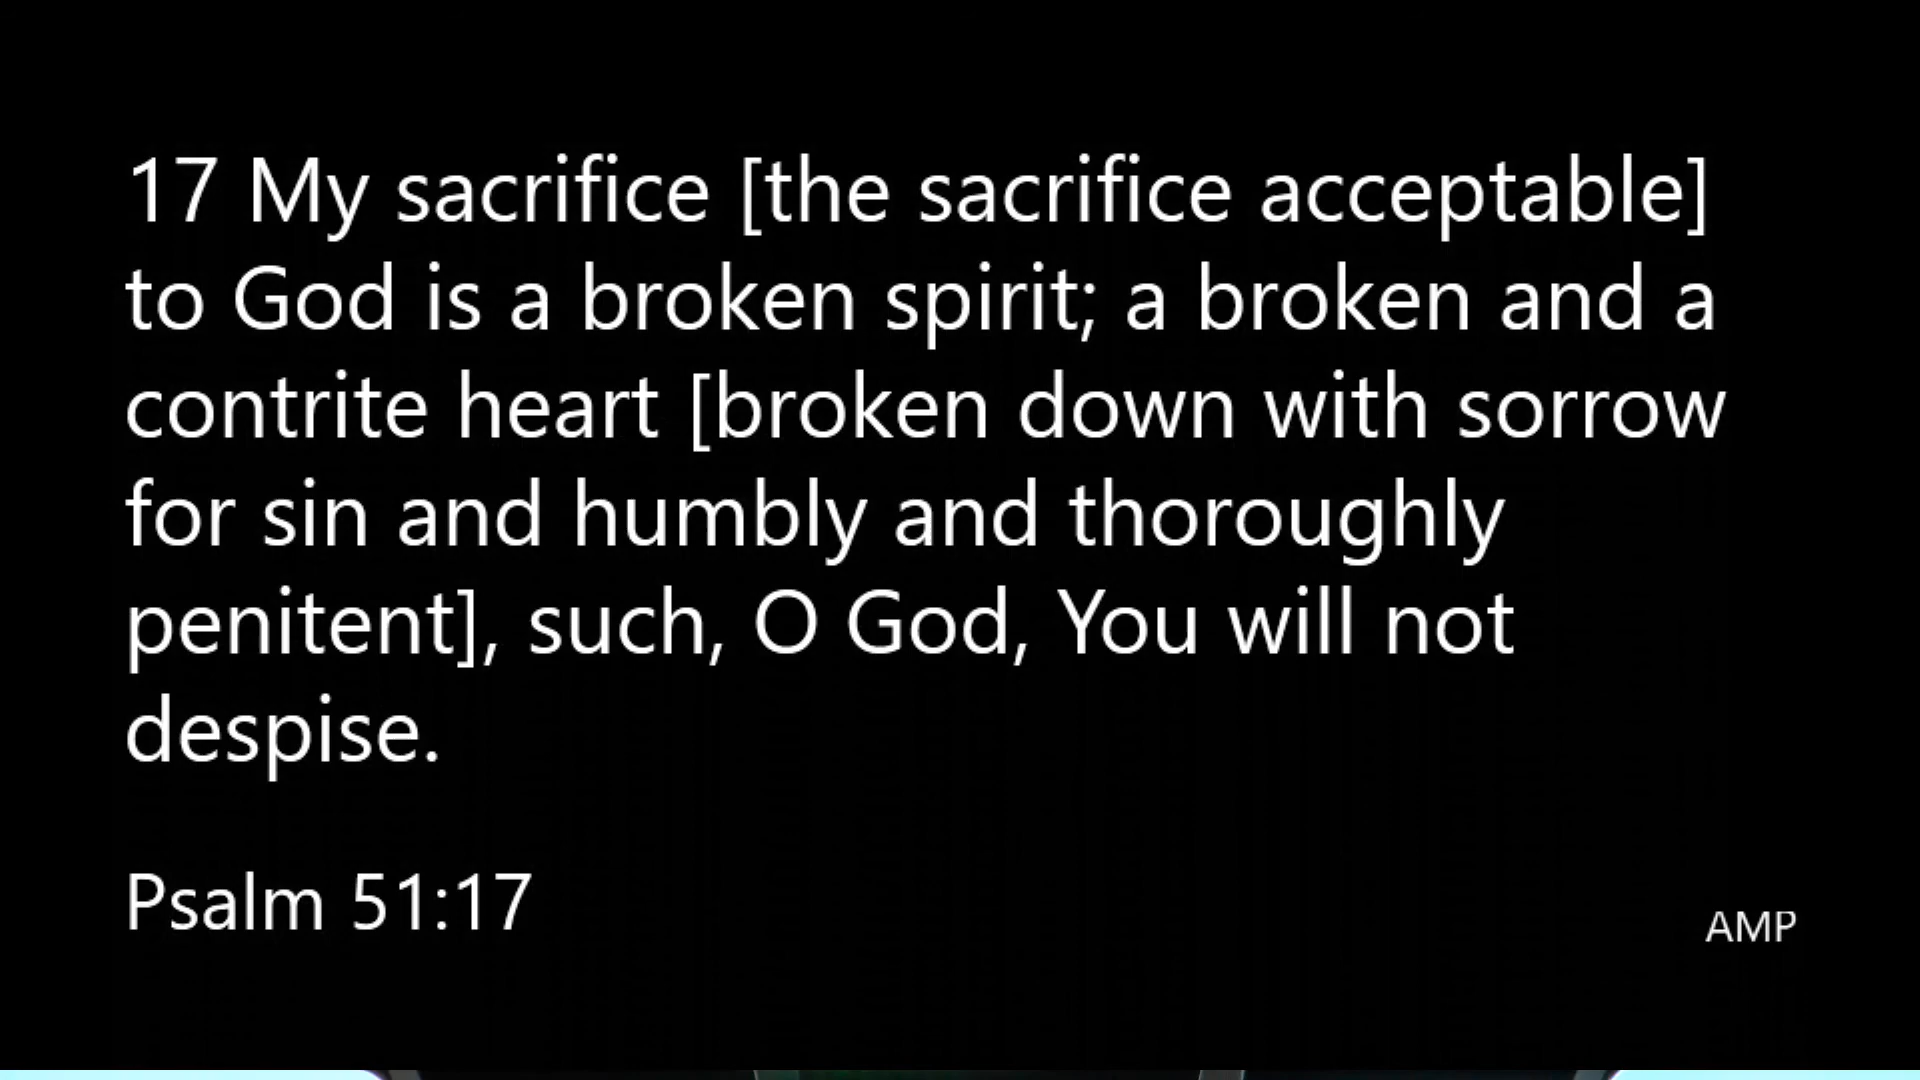 17 My sacrifice [the sacrifice acceptable]
to God is a broken spirit; a broken and a
contrite heart [broken down with sorrow
for sin and humbly and thoroughly
penitent], such, O God, You will not
despise.
Psalm 51:17
AMP